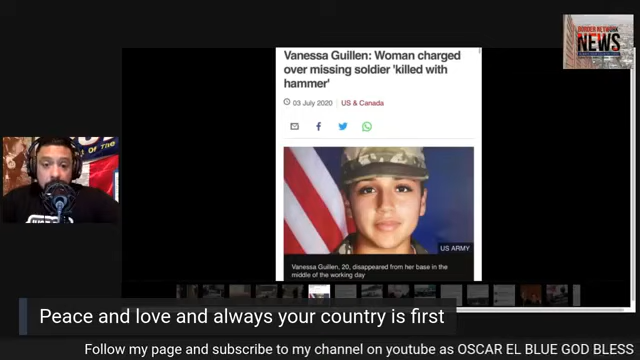 BORDER NETWORK
NEWS
Vanessa Guillen: Woman charged
over missing soldier 'killed with
hammer'
03 July 2020
US & Canada
US ARMY
Vanessa Guillen, 20, disappeared from her base in the
middle of the working day
Peace and love and always your country is first
Follow my page and subscribe to my channel on youtube as OSCAR EL BLUE GOD BLESS